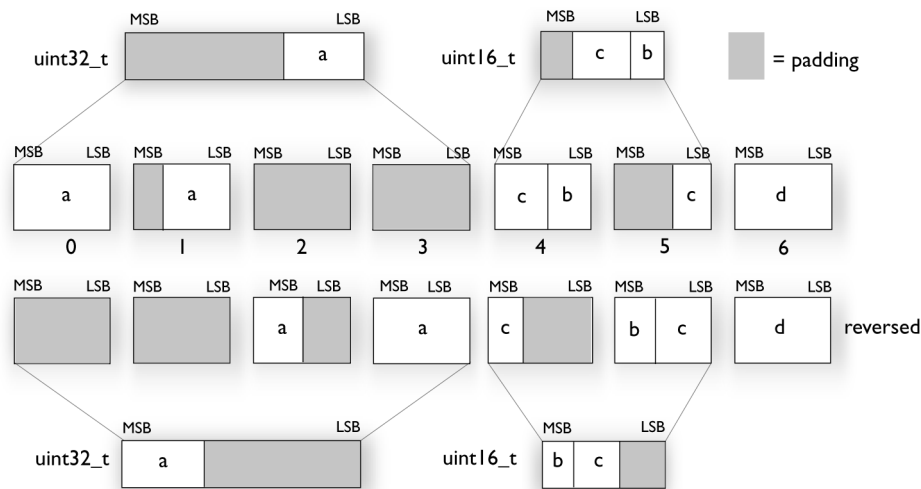 MSB LSB MSB LSB
uint32_t a uint16_t c b = padding
MSB LSB MSB LSB MSB LSB MSB LSB MSB LSB MSB LSB MSB LSB
a a c b c d
0 1 2 3 4 5 6
MSB LSB MSB LSB MSB LSB MSB LSB MSB LSB MSB LSB MSB LSB
a a c b c d reversed
MSB LSB MSB LSB
uint32_t a uint16_t b c